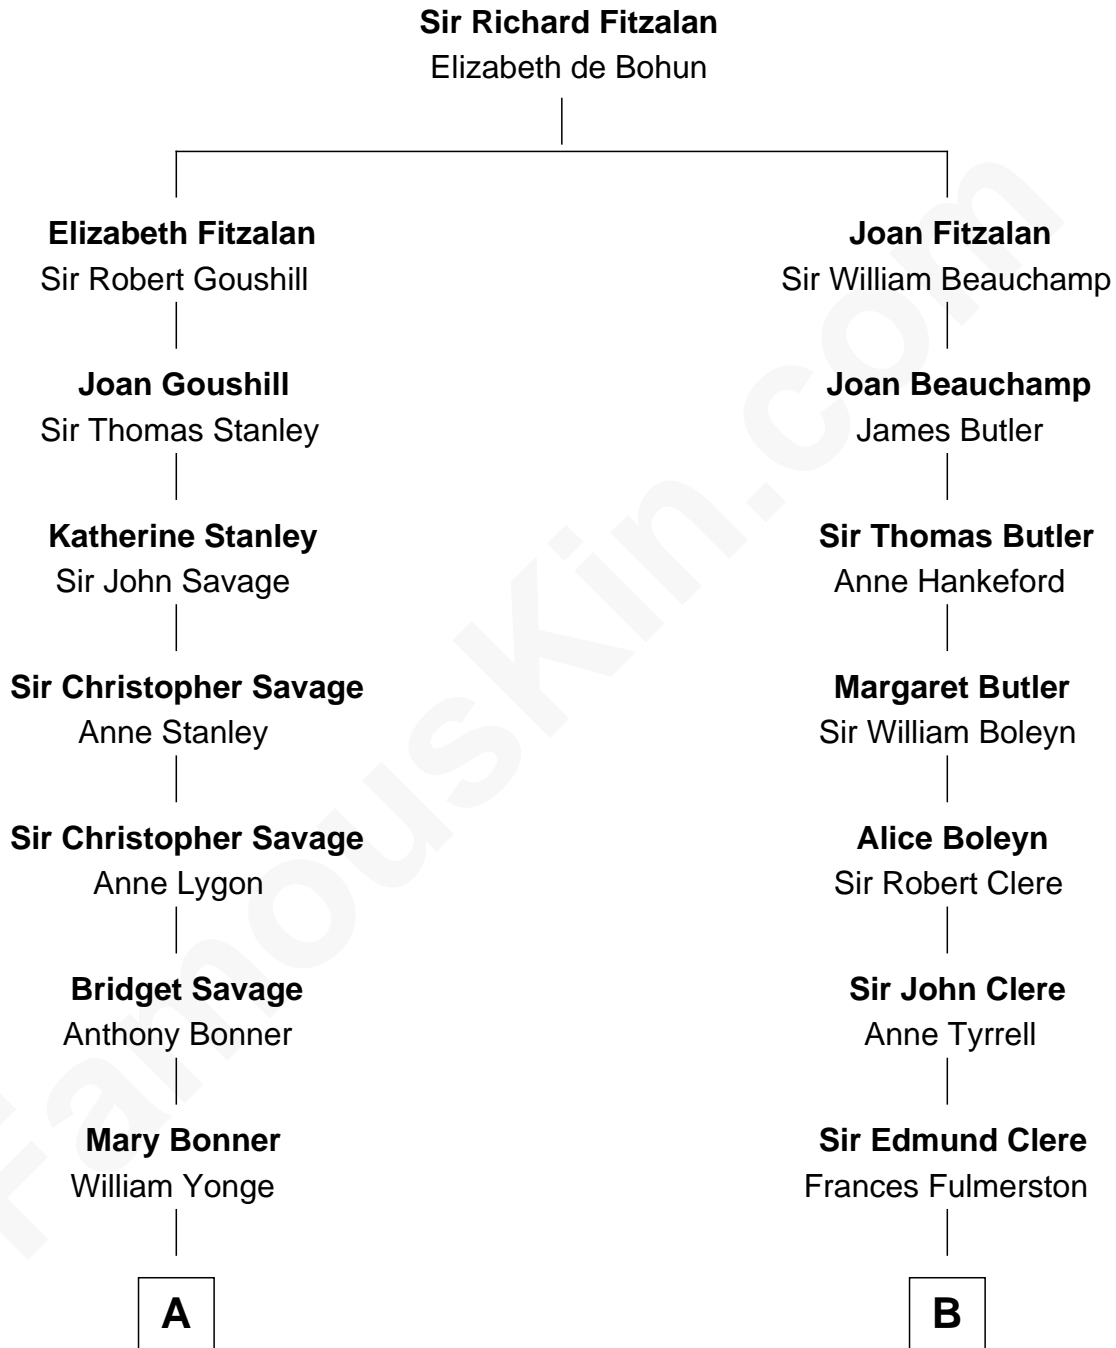 Sir Richard Fitzalan
Elizabeth de Bohun
Elizabeth Fitzalan
Sir Robert Goushill
Joan Fitzalan
Sir William Beauchamp
Joan Goushill
Sir Thomas Stanley
Joan Beauchamp
James Butler
Katherine Stanley
Sir John Savage
Sir Thomas Butler
Anne Hankeford
Sir Christopher Savage
Anne Stanley
Margaret Butler
Sir William Boleyn
Sir Christopher Savage
Anne Lygon
Alice Boleyn
Sir Robert Clere
Bridget Savage
Anthony Bonner
Sir John Clere
Anne Tyrrell
Mary Bonner
William Yonge
Sir Edmund Clere
Frances Fulmerston
A
B
FamousKin.com